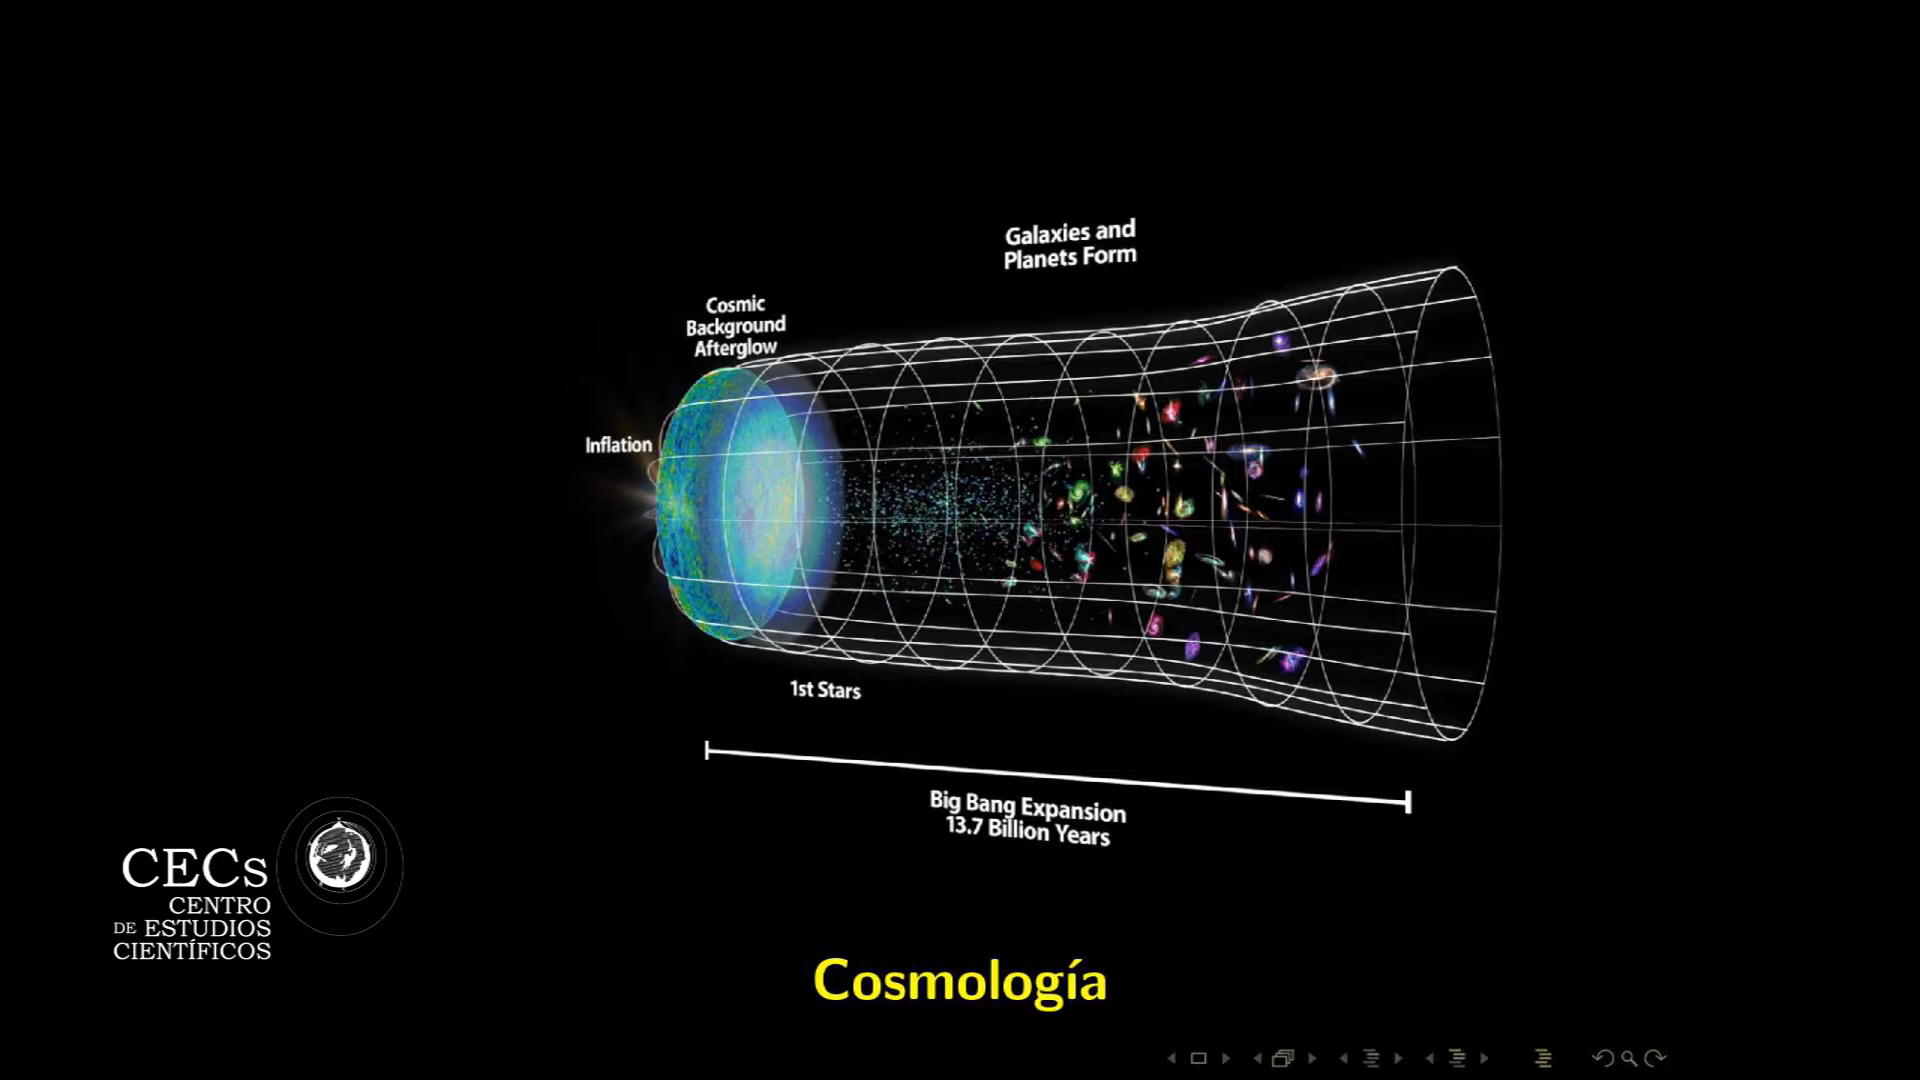 Galaxies and
Planets Form
Cosmic
Background
Afterglow
Inflation
1st Stars
Big Bang Expansion
13.7 Billion Years
CECs
CENTRO
DE ESTUDIOS
CIENTÍFICOS
Cosmología